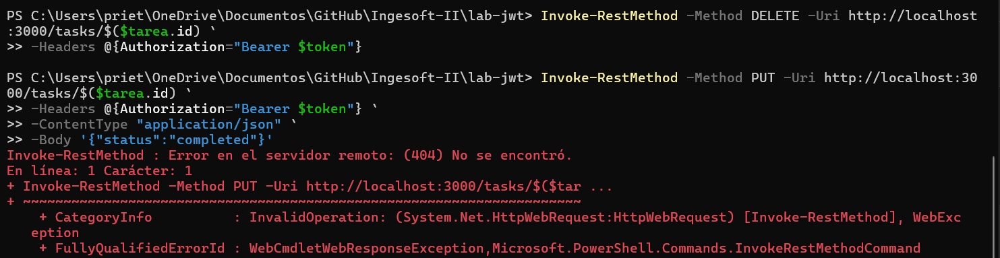 PS C:\Users\priet\OneDrive\Documentos\GitHub\Ingesoft-II\lab-jwt> Invoke-RestMethod -Method DELETE -Uri http://localhost
:3000/tasks/$($tarea.id) `
>> -Headers @{Authorization="Bearer $token"}
PS C:\Users\priet\OneDrive\Documentos\GitHub\Ingesoft-II\lab-jwt> Invoke-RestMethod -Method PUT -Uri http://localhost:30
00/tasks/$($tarea.id) `
>> -Headers @{Authorization="Bearer $token"} `
>> -ContentType "application/json" `
>> -Body '{"status":"completed"}'
Invoke-RestMethod : Error en el servidor remoto: (404) No se encontró.
En línea: 1 Carácter: 1
+ Invoke-RestMethod -Method PUT -Uri http://localhost:3000/tasks/$($tar ...
+ ~~~~~~~~~~~~~~~~~~~~~~~~~~~~~~~~~~~~~~~~~~~~~~~~~~~~~~~~~~~~~~~~~~~~~
    + CategoryInfo          : InvalidOperation: (System.Net.HttpWebRequest:HttpWebRequest) [Invoke-RestMethod], WebExc
   eption
    + FullyQualifiedErrorId : WebCmdletWebResponseException,Microsoft.PowerShell.Commands.InvokeRestMethodCommand